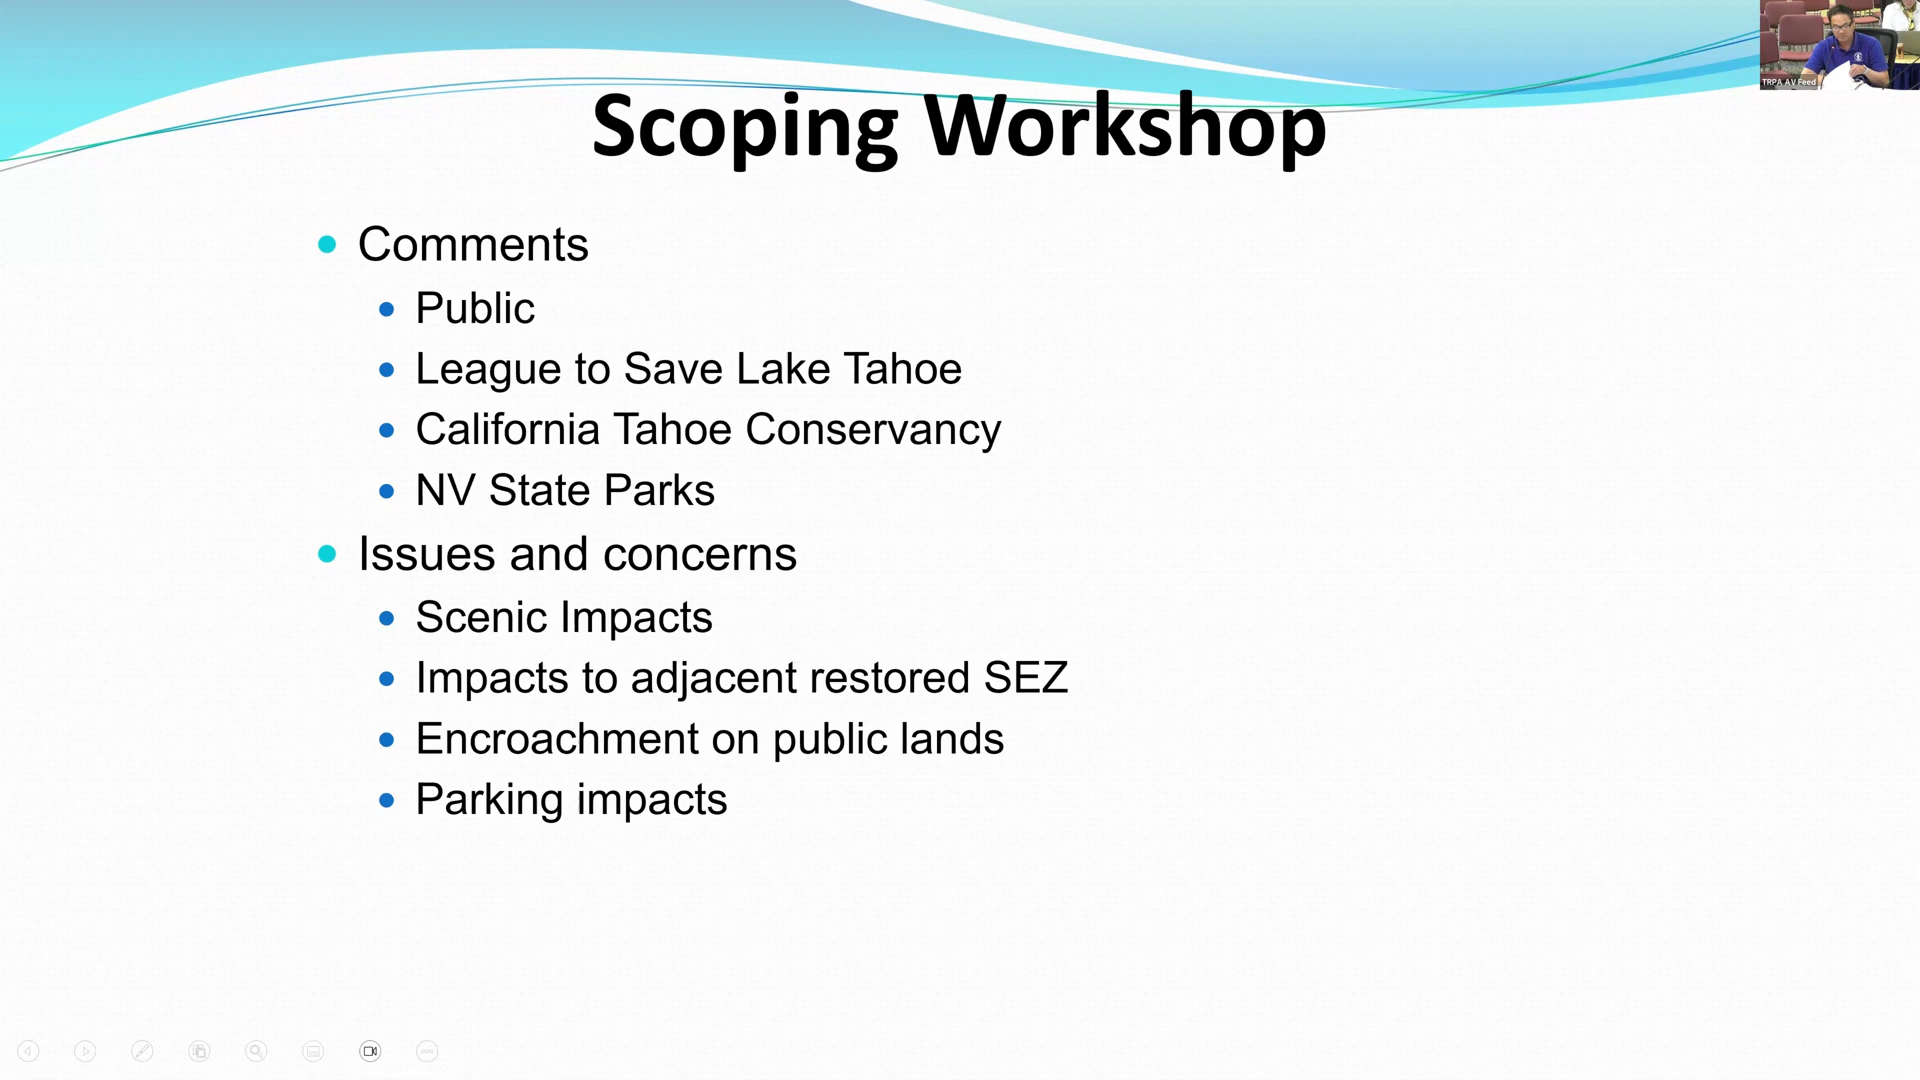 TRPA AV Feed
Scoping Workshop
Comments
Public
League to Save Lake Tahoe
California Tahoe Conservancy
NV State Parks
Issues and concerns
Scenic Impacts
Impacts to adjacent restored SEZ
Encroachment on public lands
Parking impacts